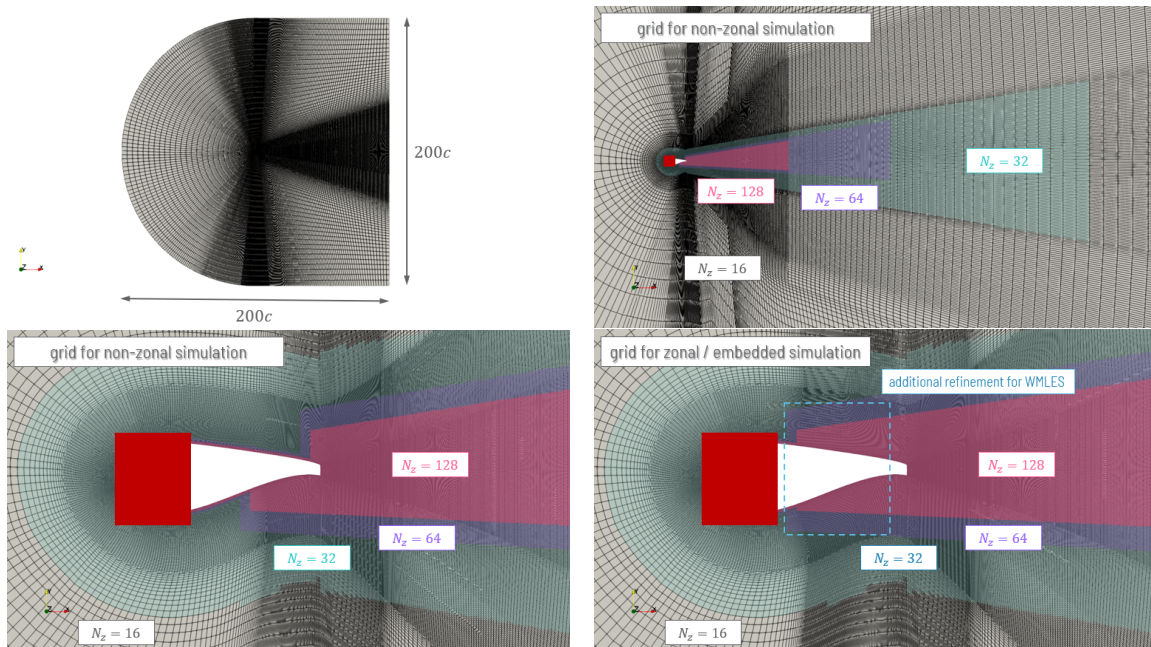 200c
200c
Y
Z
X
grid for non-zonal simulation
N_z = 128
N_z = 64
N_z = 32
N_z = 16
Y
Z
X
grid for non-zonal simulation
N_z = 128
N_z = 64
N_z = 32
N_z = 16
Y
Z
X
grid for zonal / embedded simulation
additional refinement for WMLES
N_z = 128
N_z = 64
N_z = 32
N_z = 16
Y
Z
X